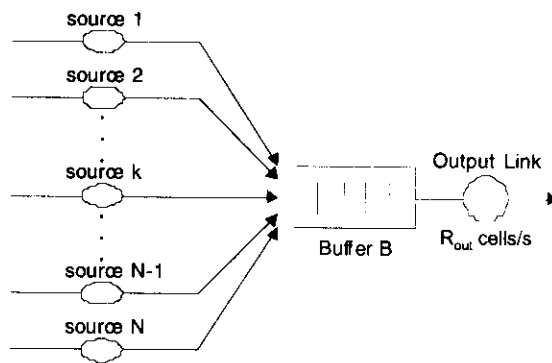 source 1
source 2
source k
Output Link
Buffer B
R_out cells/s
source N-1
source N